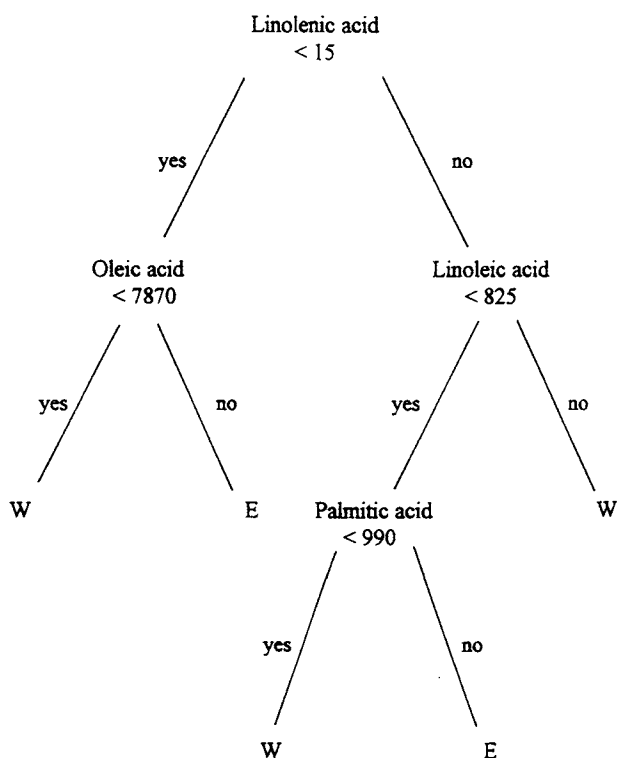 Linolenic acid
< 15
yes
no
Oleic acid
< 7870
Linoleic acid
< 825
yes
no
yes
no
W
E
Palmitic acid
< 990
W
yes
no
W
E